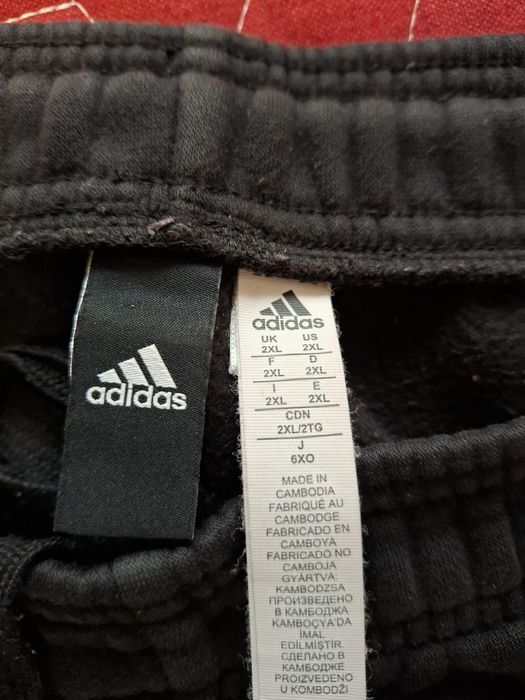 adidas
adidas
UK US
2XL 2XL
F D
2XL 2XL
I E
2XL 2XL
CDN
2XL/2TG
J
6XO
MADE IN
CAMBODIA
FABRIQUÉ AU
CAMBODGE
FABRICADO EN
CAMBOYA
FABRICADO NO
CAMBOJA
GYÁRTVA:
KAMBODZSA
ПРОИЗВЕДЕНО
В КАМБОДЖА
KAMBOÇYA'DA
İMAL
EDİLMİŞTİR
СДЕЛАНО В
КАМБОДЖЕ
PROIZVEDENO
U KOMBODŽI